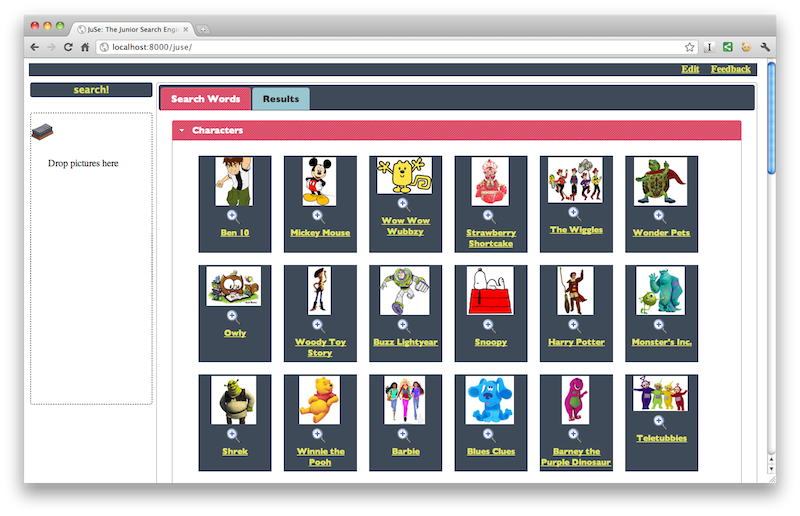 JuSe: The Junior Search Engi
localhost:8000/juse/
Edit Feedback
search!
Search Words Results
Drop pictures here
Characters
Ben 10 Mickey Mouse Wow Wow Wubbzy Strawberry Shortcake The Wiggles Wonder Pets
Owly Woody Toy Story Buzz Lightyear Snoopy Harry Potter Monster's Inc.
Shrek Winnie the Pooh Barbie Blues Clues Barney the Purple Dinosaur Teletubbies